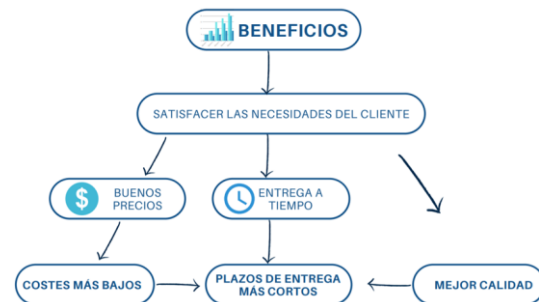 BENEFICIOS
SATISFACER LAS NECESIDADES DEL CLIENTE
$
BUENOS
PRECIOS
ENTREGA A
TIEMPO
COSTES MÁS BAJOS
PLAZOS DE ENTREGA
MÁS CORTOS
MEJOR CALIDAD